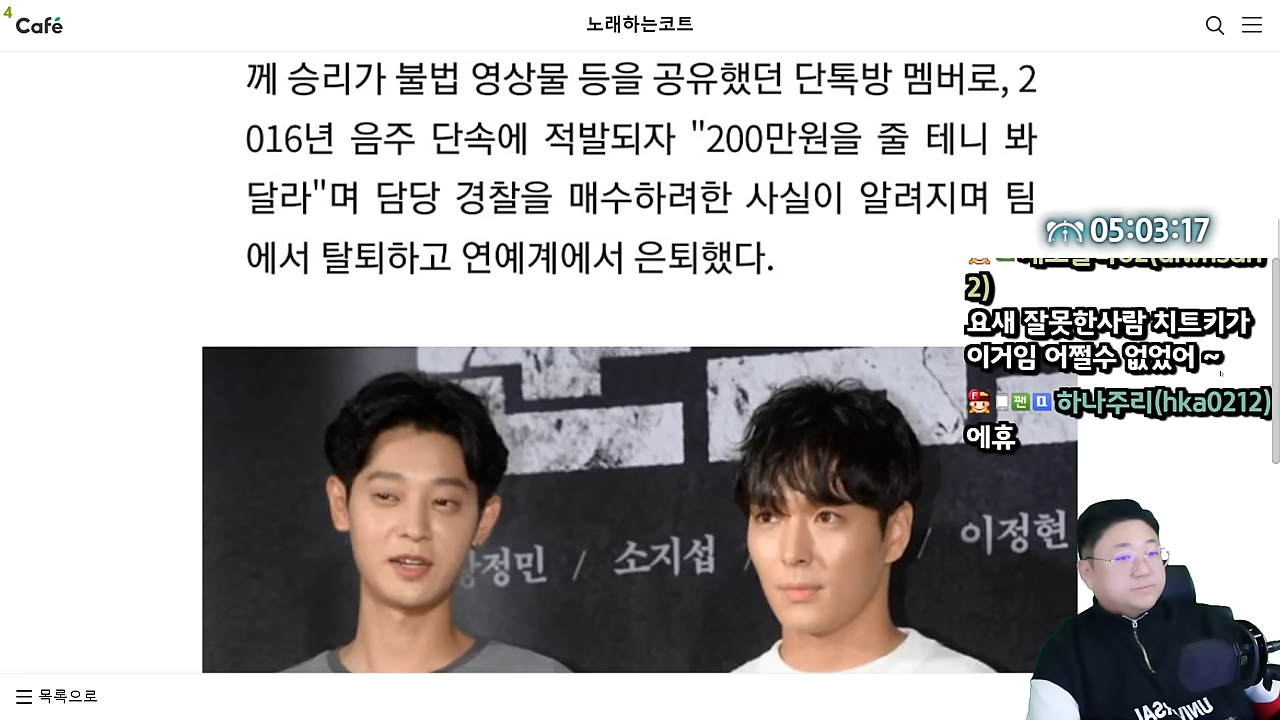 4
Café
노래하는코트
께 승리가 불법 영상물 등을 공유했던 단톡방 멤버로, 2
016년 음주 단속에 적발되자 "200만원을 줄 테니 봐
달라"며 담당 경찰을 매수하려한 사실이 알려지며 팀
에서 탈퇴하고 연예계에서 은퇴했다.
05:03:17
2)
요새 잘못한사람 치트키가
이거임 어쩔수 없었어 ~
팬 하나주리(hka0212)
에휴
정민 / 소지섭 / 이정현
목록으로